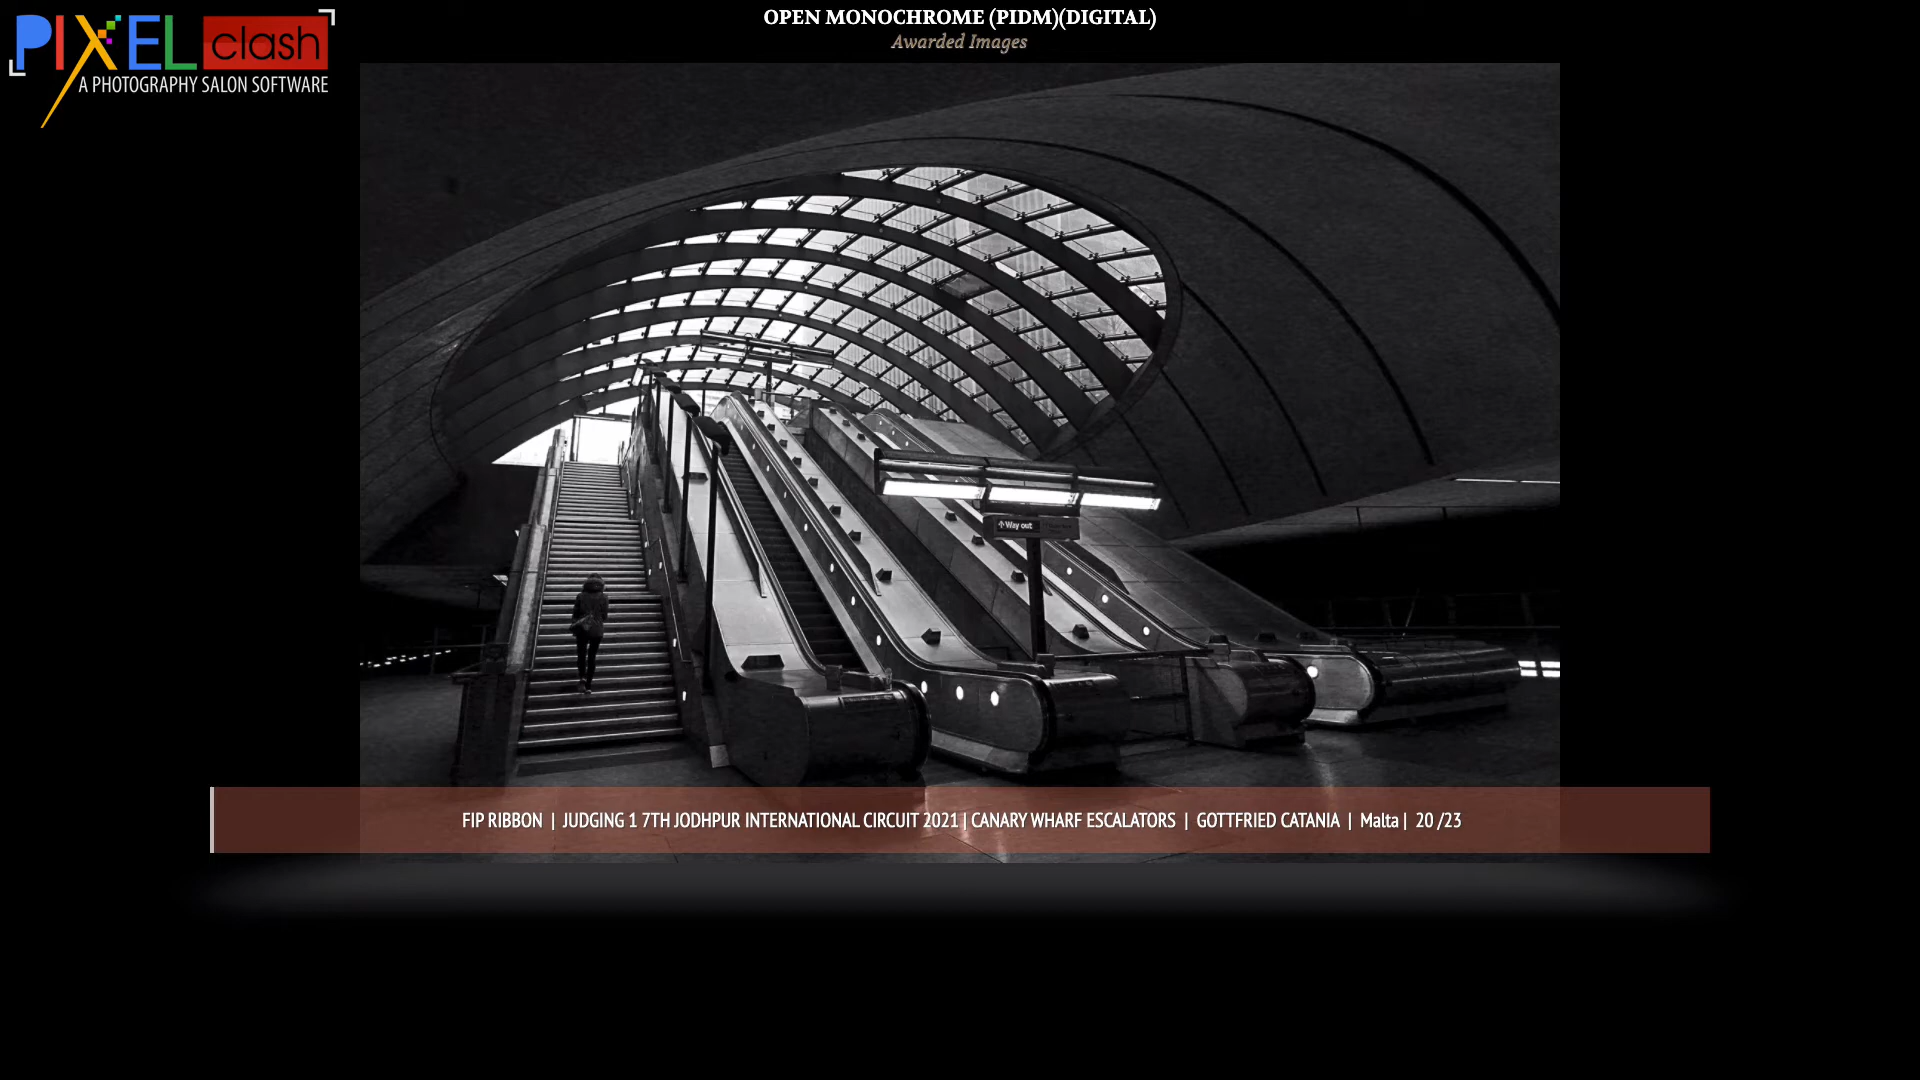 PIXEL clash
A PHOTOGRAPHY SALON SOFTWARE
OPEN MONOCHROME (PIDM)(DIGITAL)
Awarded Images
Way out
FIP RIBBON | JUDGING 1 7TH JODHPUR INTERNATIONAL CIRCUIT 2021 | CANARY WHARF ESCALATORS | GOTTFRIED CATANIA | Malta | 20 /23